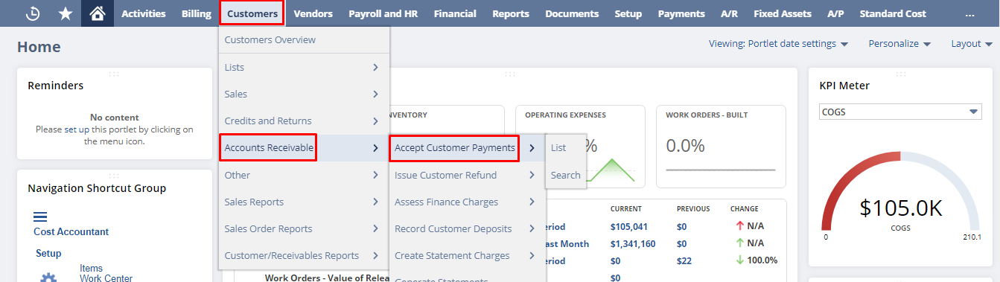 Activities Billing Customers Vendors Payroll and HR Financial Reports Documents Setup Payments A/R Fixed Assets A/P Standard Cost ...
Home
Viewing: Portlet date settings Personalize Layout
Customers Overview
Lists
Sales
Credits and Returns
Accounts Receivable
Other
Sales Reports
Sales Order Reports
Customer/Receivables Reports
Accept Customer Payments
Issue Customer Refund
Assess Finance Charges
Record Customer Deposits
Create Statement Charges
Generate Statements
List
Search
Reminders
No content
Please set up this portlet by clicking on
the menu icon.
Navigation Shortcut Group
Cost Accountant
Setup
Items
Work Center
NVENTORY
OPERATING EXPENSES
%
WORK ORDERS - BUILT
0.0%
CURRENT PREVIOUS CHANGE
eriod $105,041 $0 N/A
ast Month $1,341,160 $0 N/A
eriod $0 $22 100.0%
Work Orders - Value of Relea
$0
KPI Meter
COGS
$105.0K
COGS
0 210.1